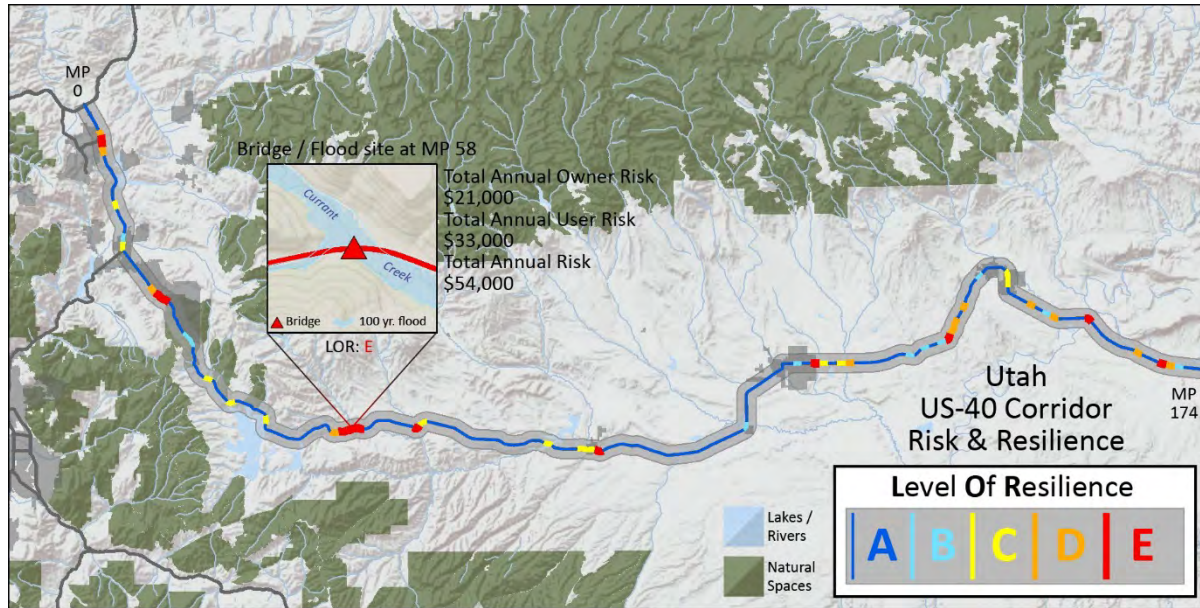 MP
0
Bridge / Flood site at MP 58
Currant
Creek
Bridge
100 yr. flood
LOR: E
Total Annual Owner Risk
$21,000
Total Annual User Risk
$33,000
Total Annual Risk
$54,000
Utah
US-40 Corridor
Risk & Resilience
MP
174
Lakes /
Rivers
Natural
Spaces
Level Of Resilience
A B C D E